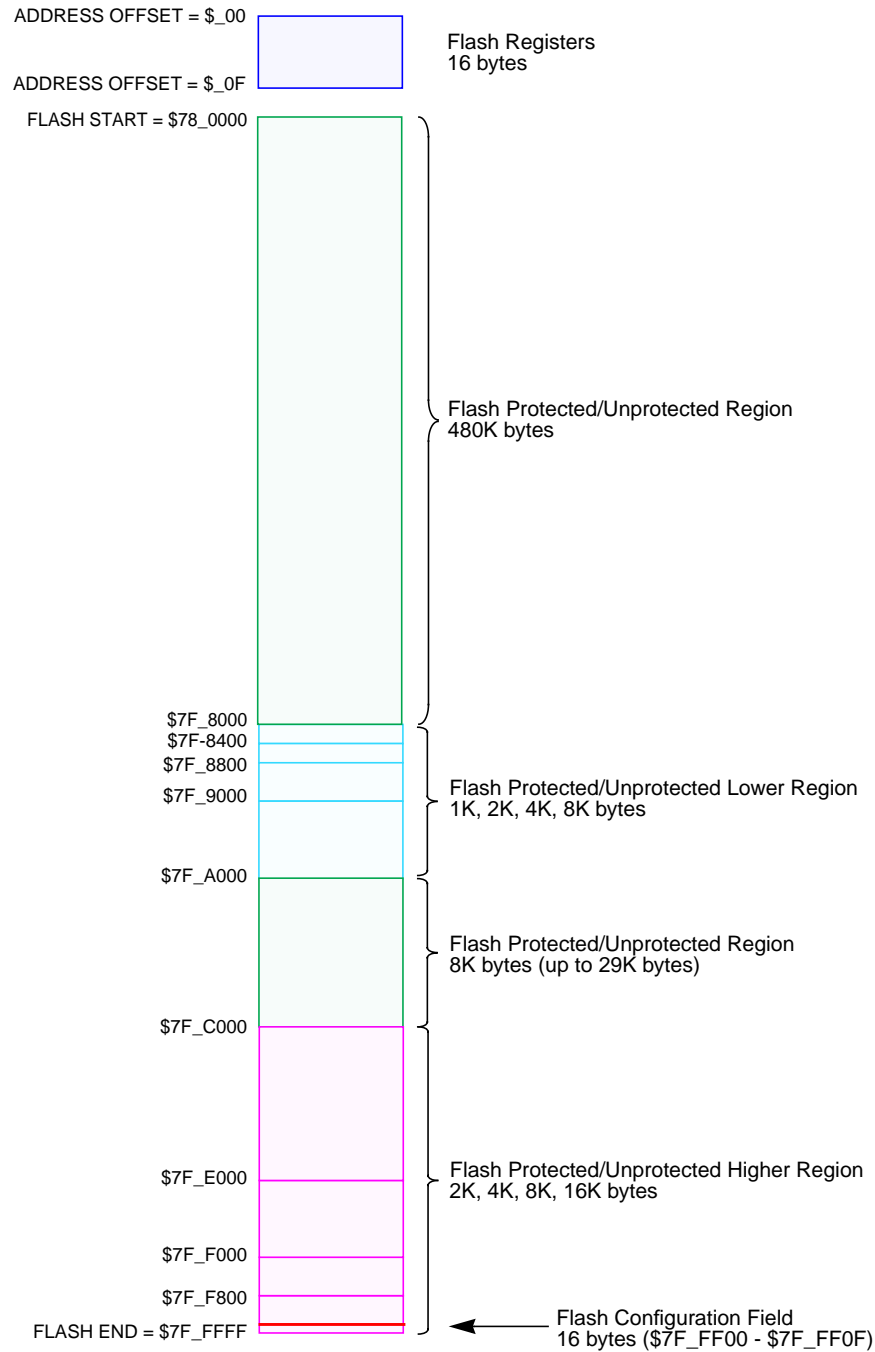 ADDRESS OFFSET = $_00
Flash Registers
16 bytes
ADDRESS OFFSET = $_0F
FLASH START = $78_0000
Flash Protected/Unprotected Region
480K bytes
$7F_8000
$7F-8400
$7F_8800
$7F_9000
Flash Protected/Unprotected Lower Region
1K, 2K, 4K, 8K bytes
$7F_A000
Flash Protected/Unprotected Region
8K bytes (up to 29K bytes)
$7F_C000
Flash Protected/Unprotected Higher Region
2K, 4K, 8K, 16K bytes
$7F_E000
$7F_F000
$7F_F800
FLASH END = $7F_FFFF
Flash Configuration Field
16 bytes ($7F_FF00 - $7F_FF0F)